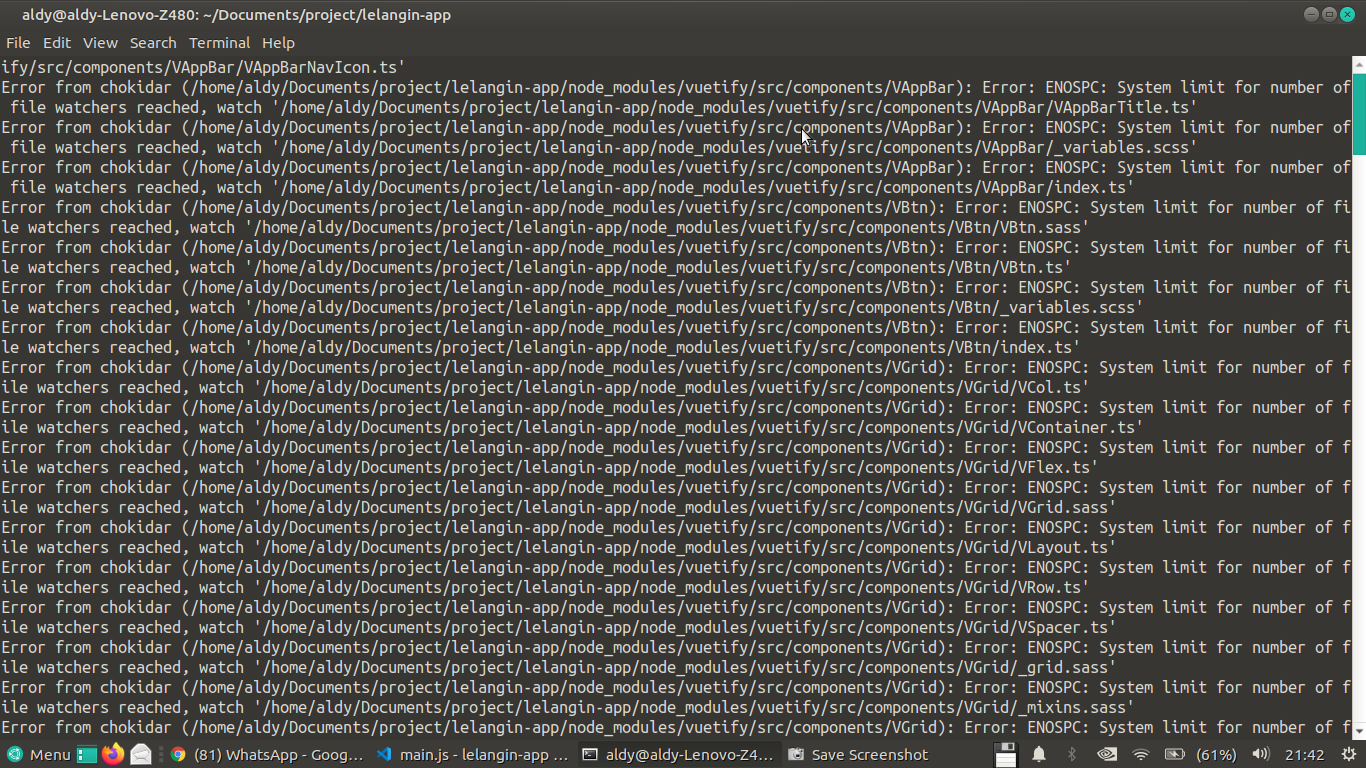 aldy@aldy-Lenovo-Z480: ~/Documents/project/lelangin-app
File Edit View Search Terminal Help
ify/src/components/VAppBar/VAppBarNavIcon.ts'
Error from chokidar (/home/aldy/Documents/project/lelangin-app/node_modules/vuetify/src/components/VAppBar): Error: ENOSPC: System limit for number of
 file watchers reached, watch '/home/aldy/Documents/project/lelangin-app/node_modules/vuetify/src/components/VAppBar/VAppBarTitle.ts'
Error from chokidar (/home/aldy/Documents/project/lelangin-app/node_modules/vuetify/src/components/VAppBar): Error: ENOSPC: System limit for number of
 file watchers reached, watch '/home/aldy/Documents/project/lelangin-app/node_modules/vuetify/src/components/VAppBar/_variables.scss'
Error from chokidar (/home/aldy/Documents/project/lelangin-app/node_modules/vuetify/src/components/VAppBar): Error: ENOSPC: System limit for number of
 file watchers reached, watch '/home/aldy/Documents/project/lelangin-app/node_modules/vuetify/src/components/VAppBar/index.ts'
Error from chokidar (/home/aldy/Documents/project/lelangin-app/node_modules/vuetify/src/components/VBtn): Error: ENOSPC: System limit for number of fi
le watchers reached, watch '/home/aldy/Documents/project/lelangin-app/node_modules/vuetify/src/components/VBtn/VBtn.sass'
Error from chokidar (/home/aldy/Documents/project/lelangin-app/node_modules/vuetify/src/components/VBtn): Error: ENOSPC: System limit for number of fi
le watchers reached, watch '/home/aldy/Documents/project/lelangin-app/node_modules/vuetify/src/components/VBtn/VBtn.ts'
Error from chokidar (/home/aldy/Documents/project/lelangin-app/node_modules/vuetify/src/components/VBtn): Error: ENOSPC: System limit for number of fi
le watchers reached, watch '/home/aldy/Documents/project/lelangin-app/node_modules/vuetify/src/components/VBtn/_variables.scss'
Error from chokidar (/home/aldy/Documents/project/lelangin-app/node_modules/vuetify/src/components/VBtn): Error: ENOSPC: System limit for number of fi
le watchers reached, watch '/home/aldy/Documents/project/lelangin-app/node_modules/vuetify/src/components/VBtn/index.ts'
Error from chokidar (/home/aldy/Documents/project/lelangin-app/node_modules/vuetify/src/components/VGrid): Error: ENOSPC: System limit for number of f
ile watchers reached, watch '/home/aldy/Documents/project/lelangin-app/node_modules/vuetify/src/components/VGrid/VCol.ts'
Error from chokidar (/home/aldy/Documents/project/lelangin-app/node_modules/vuetify/src/components/VGrid): Error: ENOSPC: System limit for number of f
ile watchers reached, watch '/home/aldy/Documents/project/lelangin-app/node_modules/vuetify/src/components/VGrid/VContainer.ts'
Error from chokidar (/home/aldy/Documents/project/lelangin-app/node_modules/vuetify/src/components/VGrid): Error: ENOSPC: System limit for number of f
ile watchers reached, watch '/home/aldy/Documents/project/lelangin-app/node_modules/vuetify/src/components/VGrid/VFlex.ts'
Error from chokidar (/home/aldy/Documents/project/lelangin-app/node_modules/vuetify/src/components/VGrid): Error: ENOSPC: System limit for number of f
ile watchers reached, watch '/home/aldy/Documents/project/lelangin-app/node_modules/vuetify/src/components/VGrid/VGrid.sass'
Error from chokidar (/home/aldy/Documents/project/lelangin-app/node_modules/vuetify/src/components/VGrid): Error: ENOSPC: System limit for number of f
ile watchers reached, watch '/home/aldy/Documents/project/lelangin-app/node_modules/vuetify/src/components/VGrid/VLayout.ts'
Error from chokidar (/home/aldy/Documents/project/lelangin-app/node_modules/vuetify/src/components/VGrid): Error: ENOSPC: System limit for number of f
ile watchers reached, watch '/home/aldy/Documents/project/lelangin-app/node_modules/vuetify/src/components/VGrid/VRow.ts'
Error from chokidar (/home/aldy/Documents/project/lelangin-app/node_modules/vuetify/src/components/VGrid): Error: ENOSPC: System limit for number of f
ile watchers reached, watch '/home/aldy/Documents/project/lelangin-app/node_modules/vuetify/src/components/VGrid/VSpacer.ts'
Error from chokidar (/home/aldy/Documents/project/lelangin-app/node_modules/vuetify/src/components/VGrid): Error: ENOSPC: System limit for number of f
ile watchers reached, watch '/home/aldy/Documents/project/lelangin-app/node_modules/vuetify/src/components/VGrid/_grid.sass'
Error from chokidar (/home/aldy/Documents/project/lelangin-app/node_modules/vuetify/src/components/VGrid): Error: ENOSPC: System limit for number of f
ile watchers reached, watch '/home/aldy/Documents/project/lelangin-app/node_modules/vuetify/src/components/VGrid/_mixins.sass'
Error from chokidar (/home/aldy/Documents/project/lelangin-app/node_modules/vuetify/src/components/VGrid): Error: ENOSPC: System limit for number of f
Menu (81) WhatsApp - Goog... main.js - lelangin-app ... aldy@aldy-Lenovo-Z4... Save Screenshot (61%) 21:42